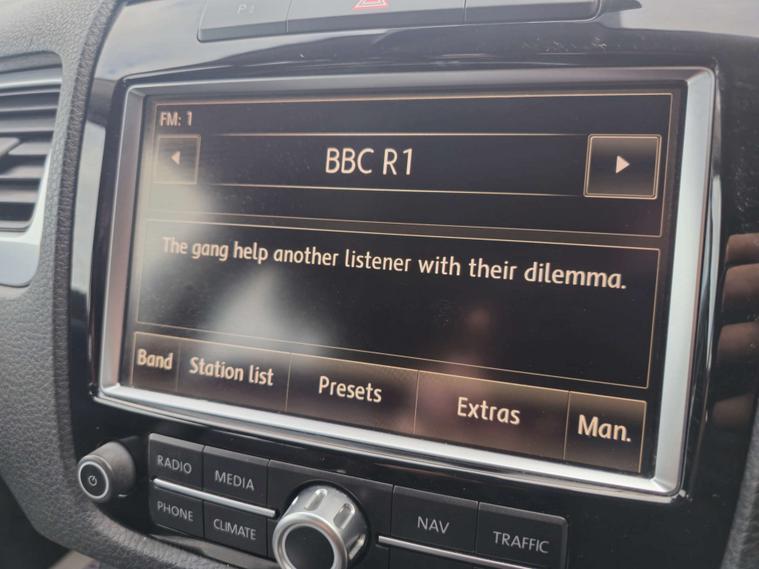 P
FM: 1
BBC R1
The gang help another listener with their dilemma.
Band Station list Presets Extras Man.
RADIO MEDIA
PHONE CLIMATE NAV TRAFFIC